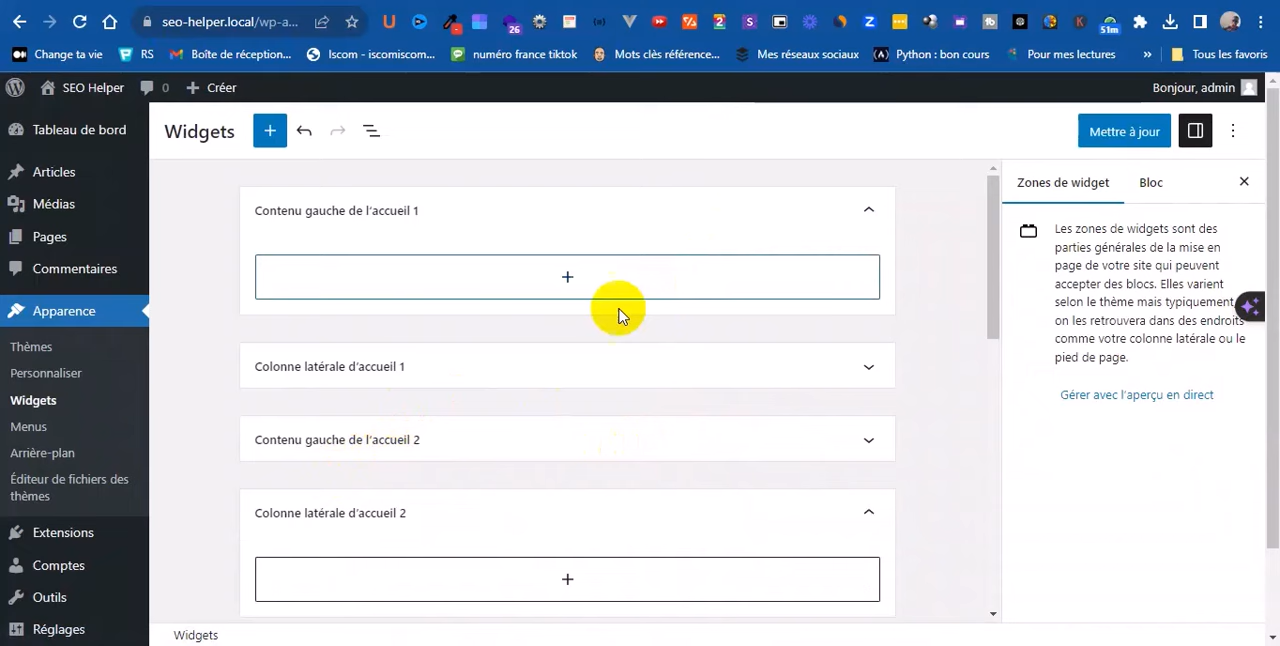 seo-helper.local/wp-a...
26
2
51m
Change ta vie
RS
Boîte de réception...
Iscom — iscomiscom...
numéro france tiktok
Mots clés référence...
Mes réseaux sociaux
Python : bon cours
Pour mes lectures
»
Tous les favoris
SEO Helper
0
Créer
Bonjour, admin
Tableau de bord
Articles
Médias
Pages
Commentaires
Apparence
Thèmes
Personnaliser
Widgets
Menus
Arrière-plan
Éditeur de fichiers des
thèmes
Extensions
Comptes
Outils
Réglages
Widgets
Mettre à jour
Contenu gauche de l'accueil 1
Colonne latérale d'accueil 1
Contenu gauche de l'accueil 2
Colonne latérale d'accueil 2
Zones de widget
Bloc
Les zones de widgets sont des
parties générales de la mise en
page de votre site qui peuvent
accepter des blocs. Elles varient
selon le thème mais typiquement
on les retrouvera dans des endroits
comme votre colonne latérale ou le
pied de page.
Gérer avec l'aperçu en direct
Widgets